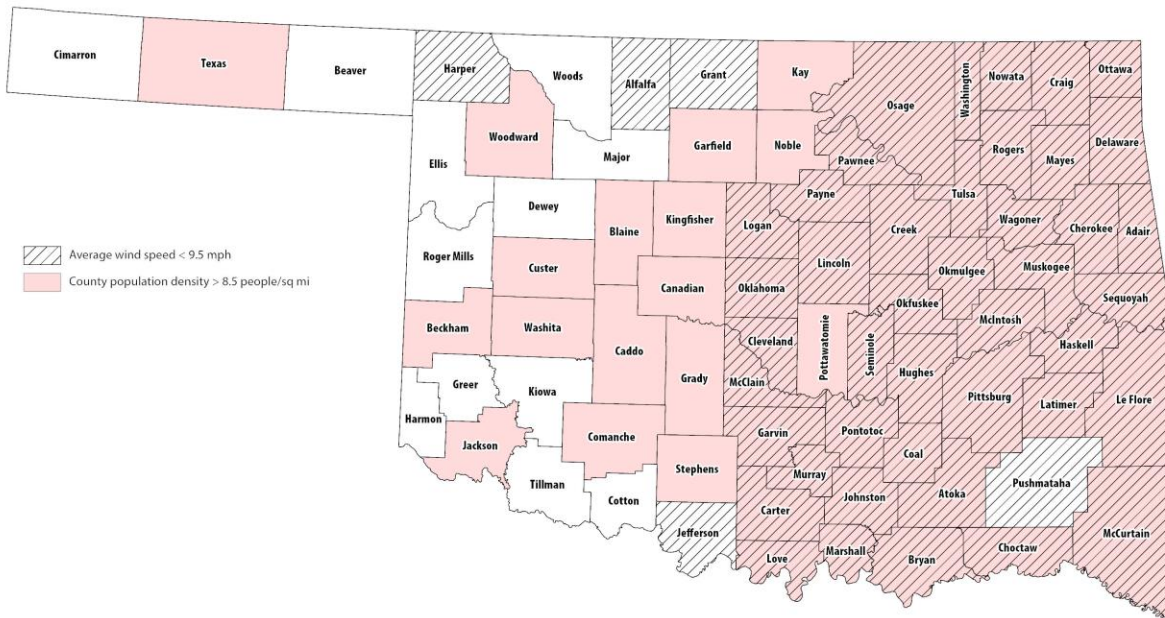 Cimarron
Texas
Beaver
Harper
Woods
Alfalfa
Grant
Kay
Osage
Washington
Nowata
Craig
Ottawa
Woodward
Ellis
Major
Garfield
Noble
Pawnee
Rogers
Mayes
Delaware
Dewey
Blaine
Kingfisher
Logan
Payne
Creek
Tulsa
Wagoner
Cherokee
Adair
Roger Mills
Custer
Canadian
Oklahoma
Lincoln
Okfuskee
Okmulgee
Muskogee
Sequoyah
Average wind speed < 9.5 mph
County population density > 8.5 people/sq mi
Beckham
Washita
Caddo
Grady
Cleveland
McClain
Pottawatomie
Seminole
Hughes
McIntosh
Haskell
Pittsburg
Latimer
Le Flore
Greer
Kiowa
Harmon
Jackson
Comanche
Stephens
Garvin
Pontotoc
Coal
Pushmataha
Tillman
Cotton
Jefferson
Murray
Carter
Johnston
Atoka
McCurtain
Love
Marshall
Bryan
Choctaw